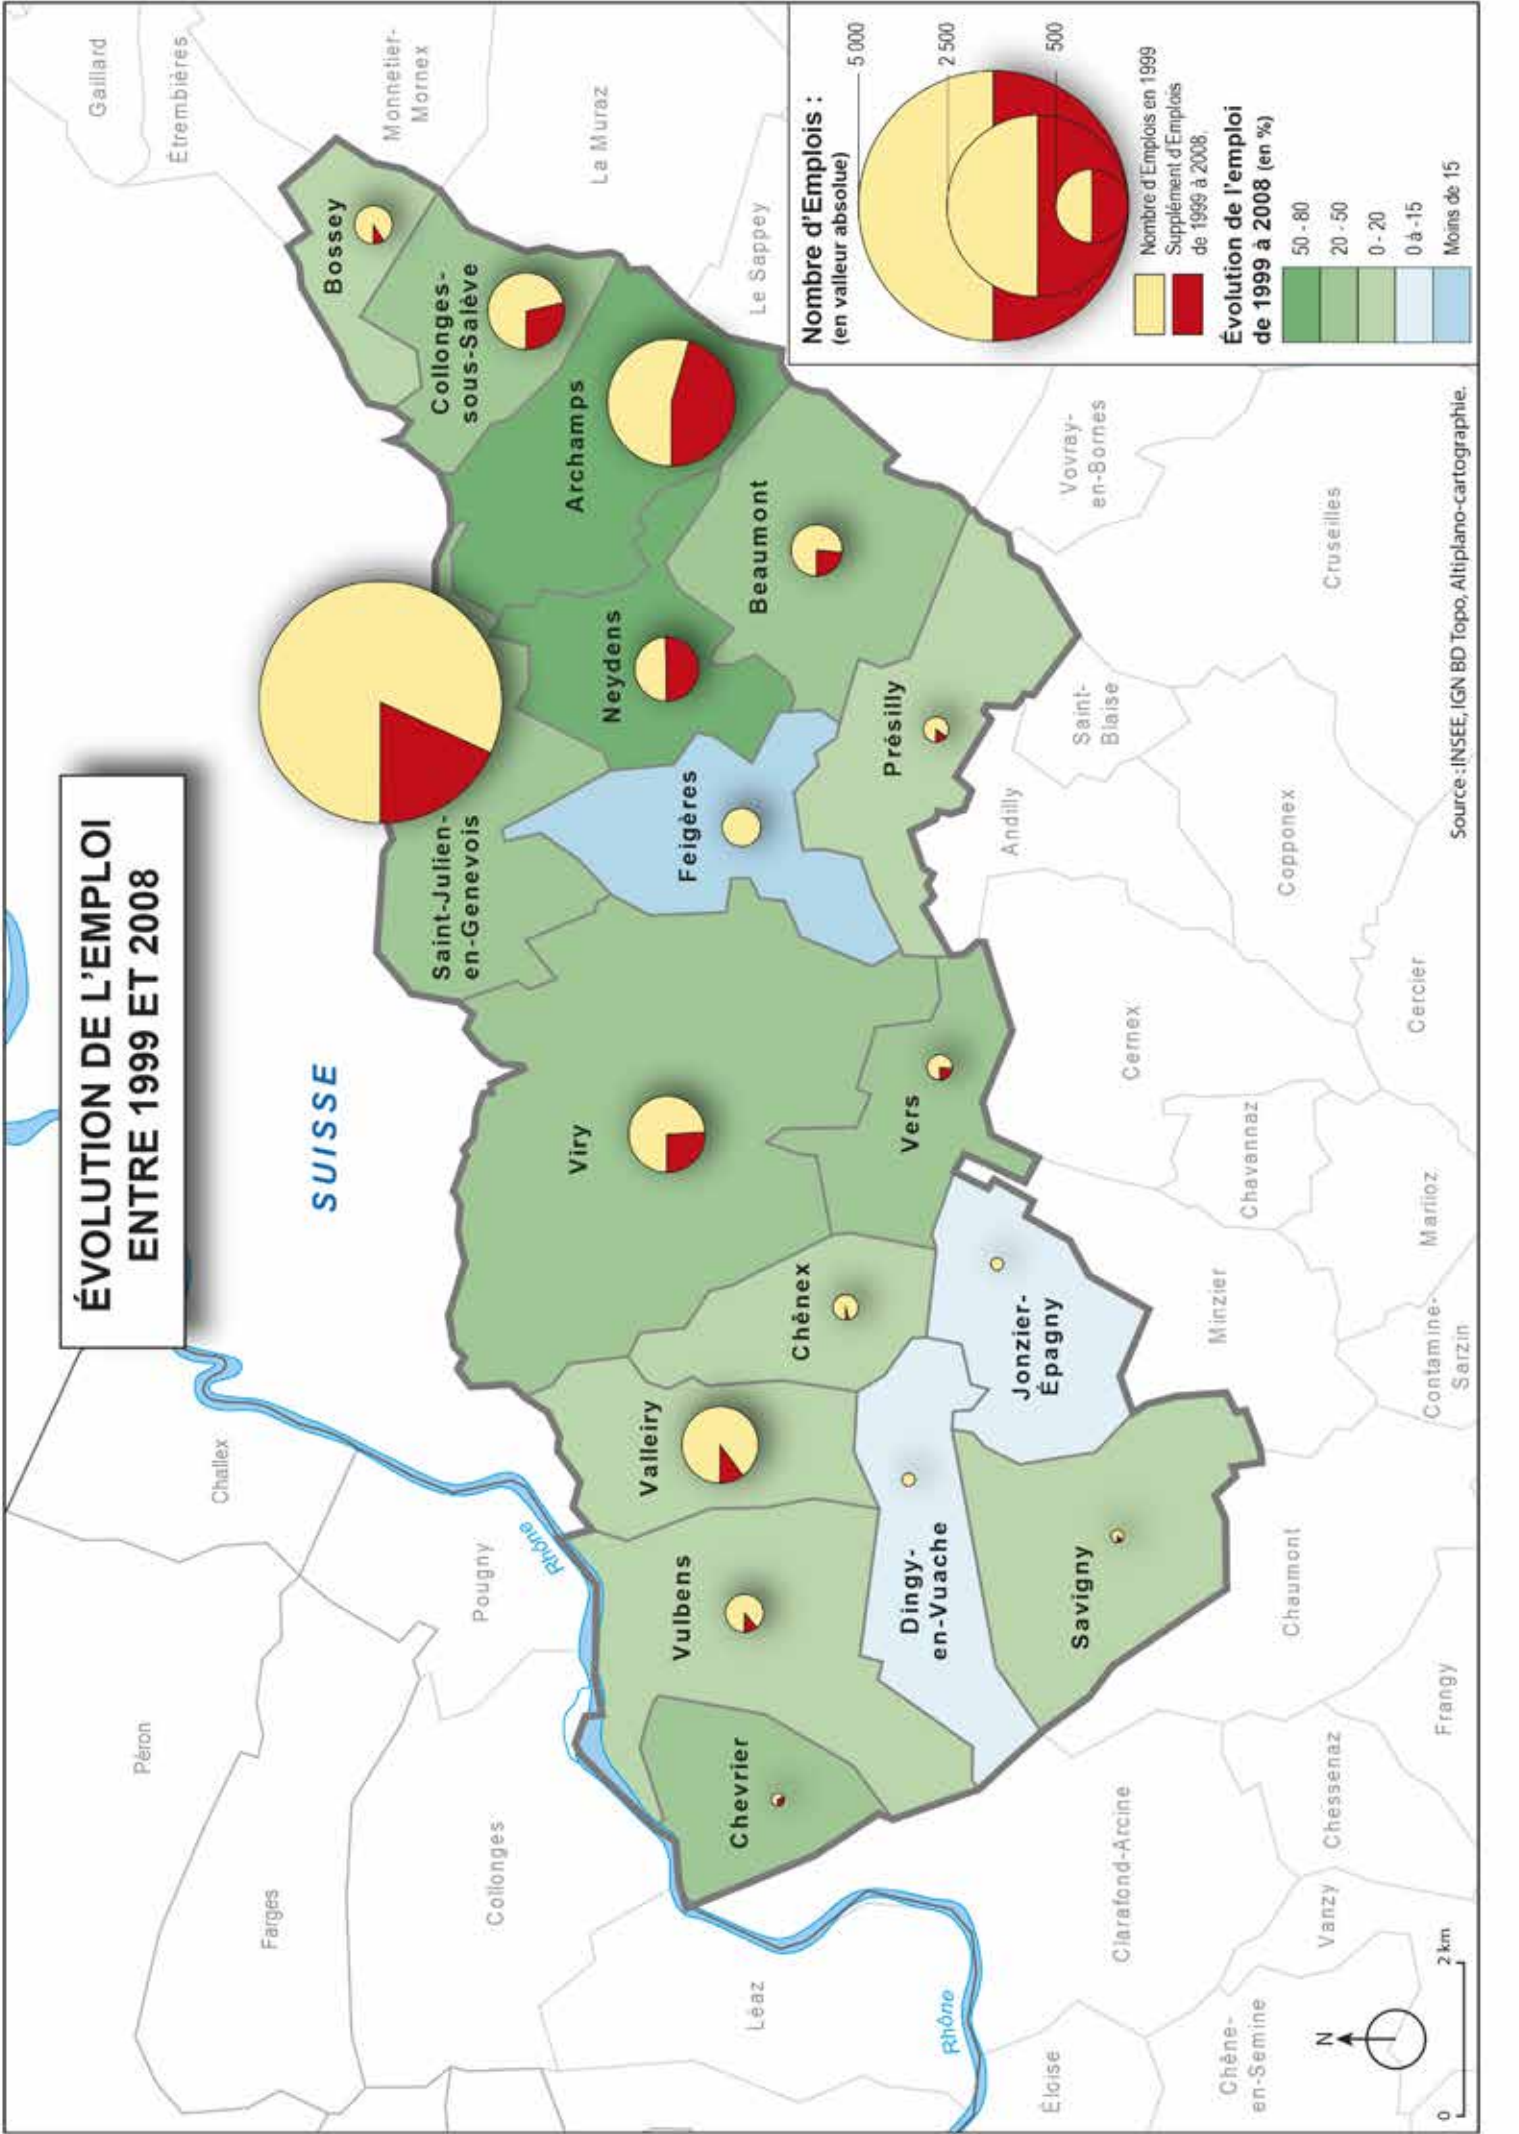 ÉVOLUTION DE L'EMPLOI
ENTRE 1999 ET 2008
SUISSE
Péron
Challex
Farges
Pougny
Collonges
Léaz
Rhône
Rhône
Gaillard
Étrembières
Monnetier-
Mornex
La Muraz
Le Sappey
Bossey
Collonges-
sous-Salève
Archamps
Saint-Julien-
en-Genevois
Neydens
Beaumont
Feigères
Présilly
Viry
Vers
Valleiry
Chênex
Jonzier-
Épagny
Vulbens
Dingy-
en-Vuache
Chevrier
Savigny
Vovray-
en-Bornes
Cruseilles
Saint-
Blaise
Andilly
Copponex
Cercier
Cernex
Chavannaz
Marlioz
Minzier
Contamine-
Sarzin
Chaumont
Frangy
Chessenaz
Clarafond-Arcine
Vanzy
Chêne-
en-Semine
Éloise
N
0
2 km
Nombre d'Emplois :
(en valleur absolue)
5 000
2 500
500
Nombre d'Emplois en 1999
Supplément d'Emplois
de 1999 à 2008.
Évolution de l'emploi
de 1999 à 2008 (en %)
50 - 80
20 - 50
0 - 20
0 à -15
Moins de 15
Source : INSEE, IGN BD Topo, Altiplano-cartographie.